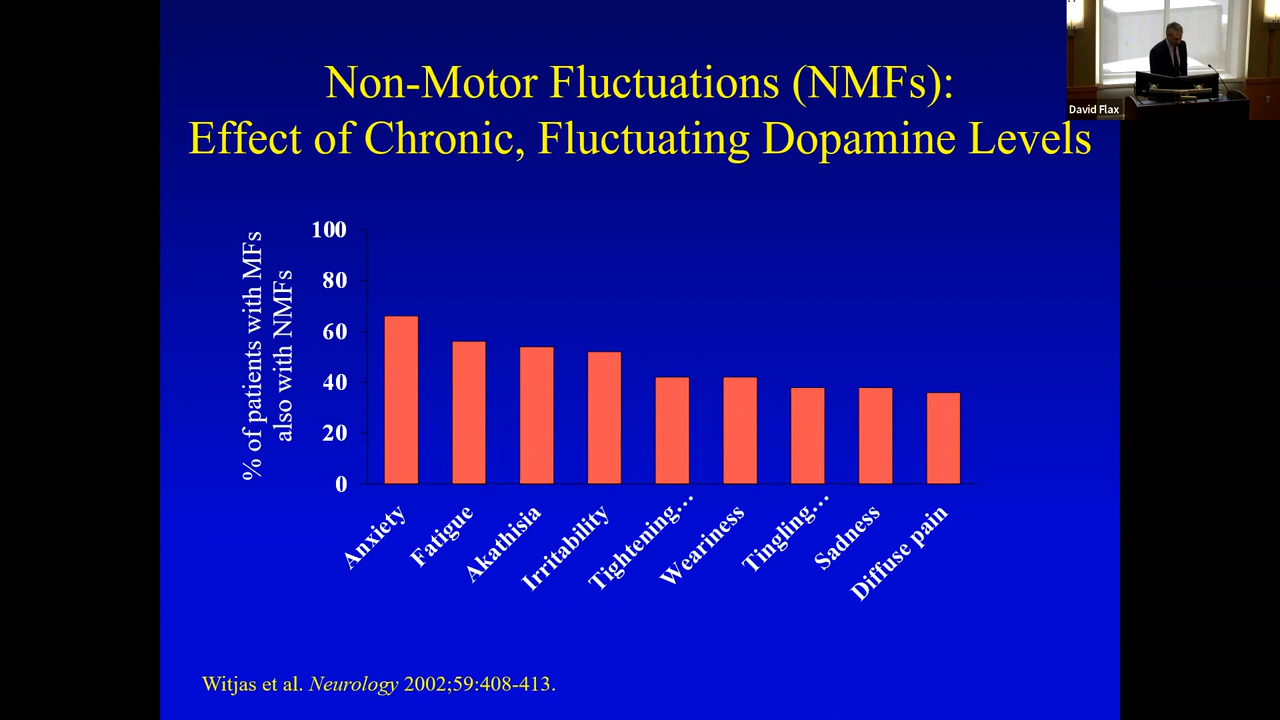 Non-Motor Fluctuations (NMFs):
Effect of Chronic, Fluctuating Dopamine Levels
David Flax
% of patients with MFs
also with NMFs
100
80
60
40
20
0
Anxiety
Fatigue
Akathisia
Irritability
Tightening…
Weariness
Tingling…
Sadness
Diffuse pain
Witjas et al. Neurology 2002;59:408-413.